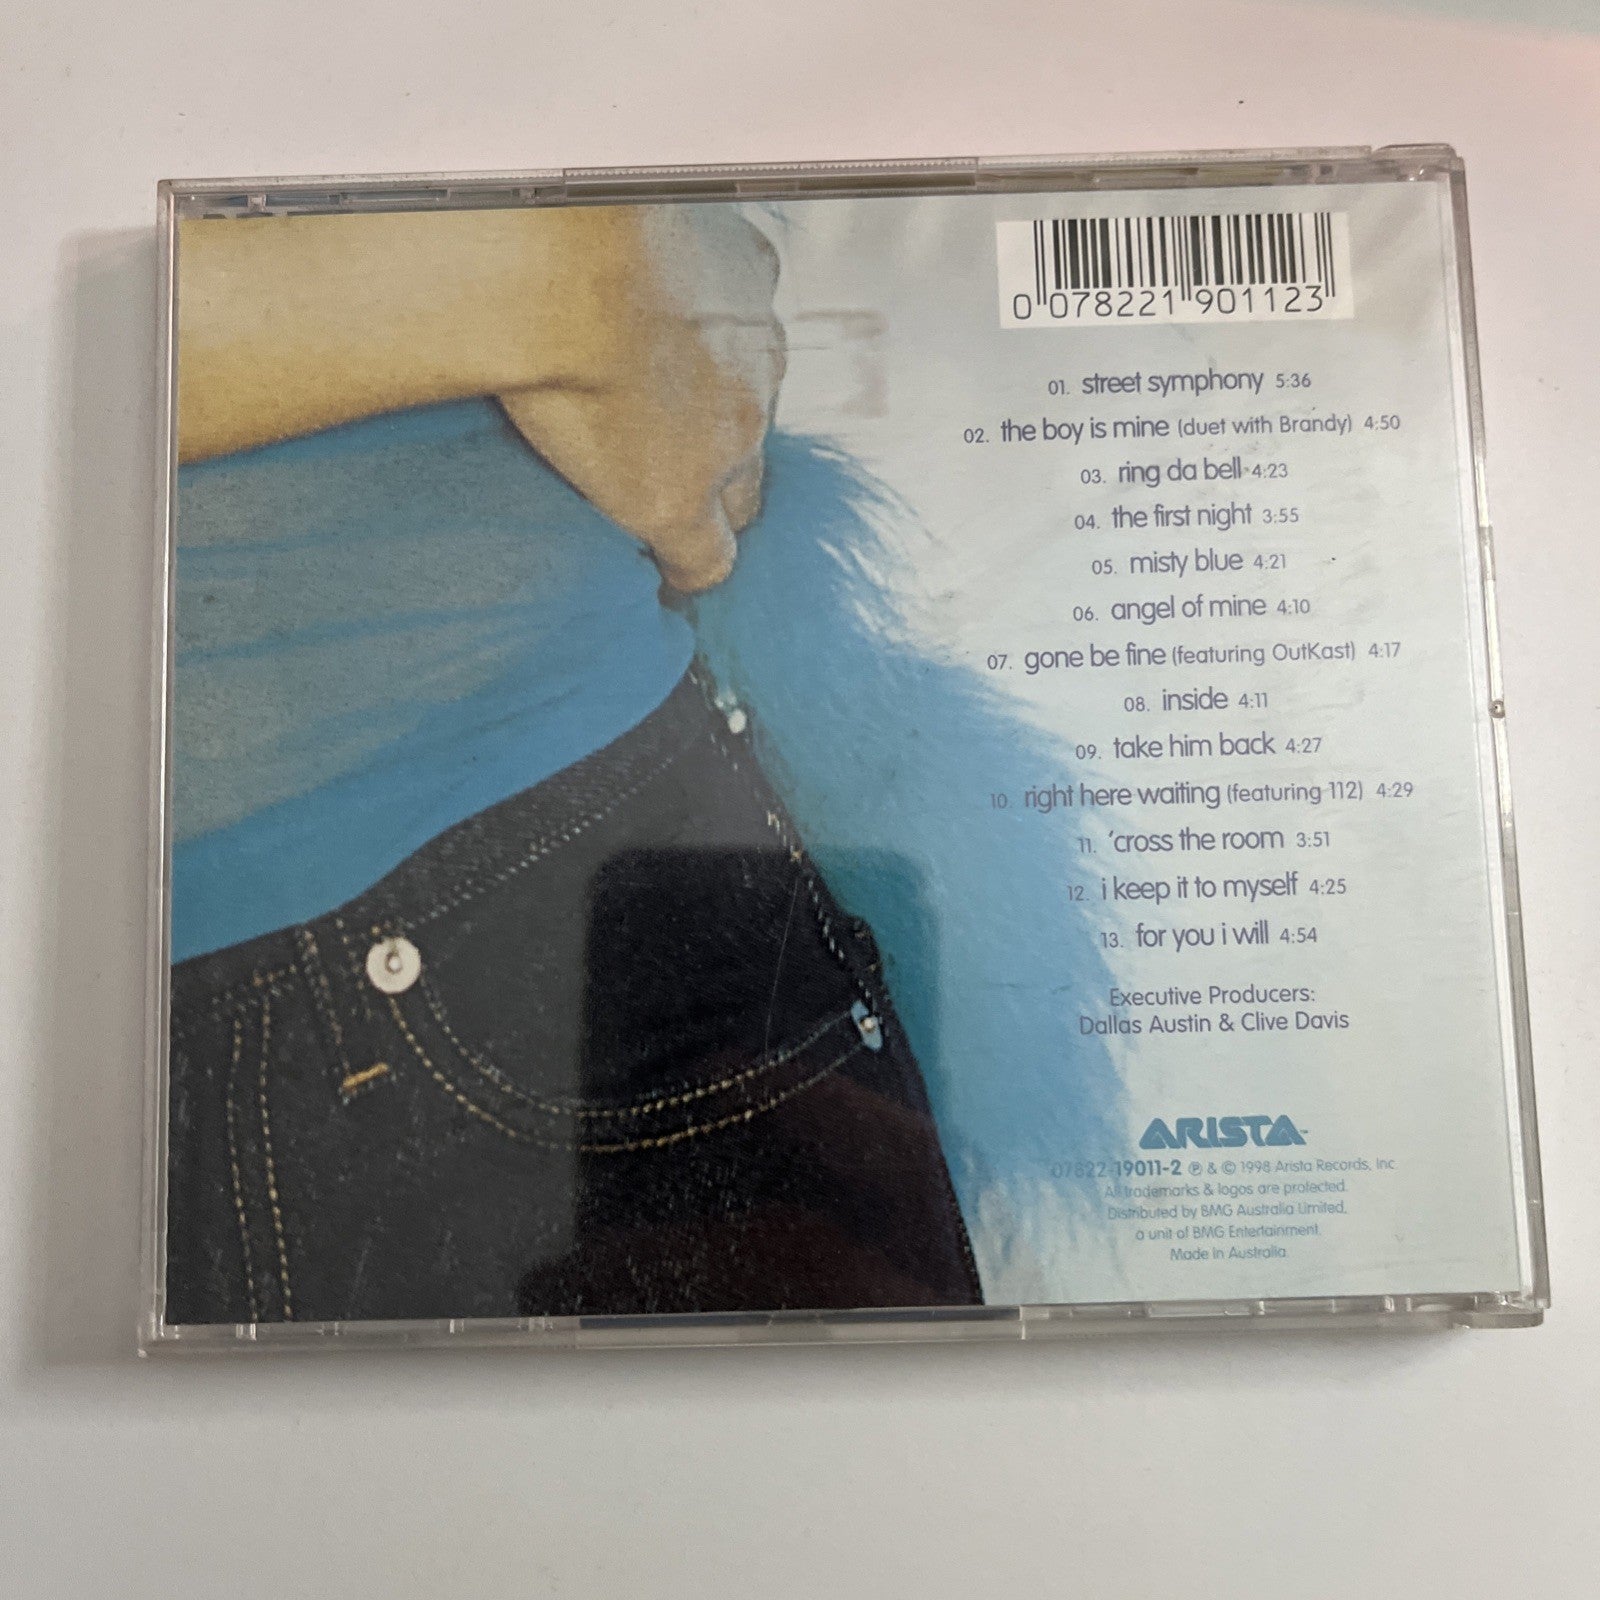 0 078221 901123
01. street symphony 5:36
02. the boy is mine (duet with Brandy) 4:50
03. ring da bell 4:23
04. the first night 3:55
05. misty blue 4:21
06. angel of mine 4:10
07. gone be fine (featuring OutKast) 4:17
08. inside 4:11
09. take him back 4:27
10. right here waiting (featuring 112) 4:29
11. 'cross the room 3:51
12. i keep it to myself 4:25
13. for you i will 4:54
Executive Producers:
Dallas Austin & Clive Davis
ARISTA
07822-19011-2 ℗ & © 1998 Arista Records, Inc.
All trademarks & logos are protected.
Distributed by BMG Australia Limited,
a unit of BMG Entertainment.
Made In Australia.